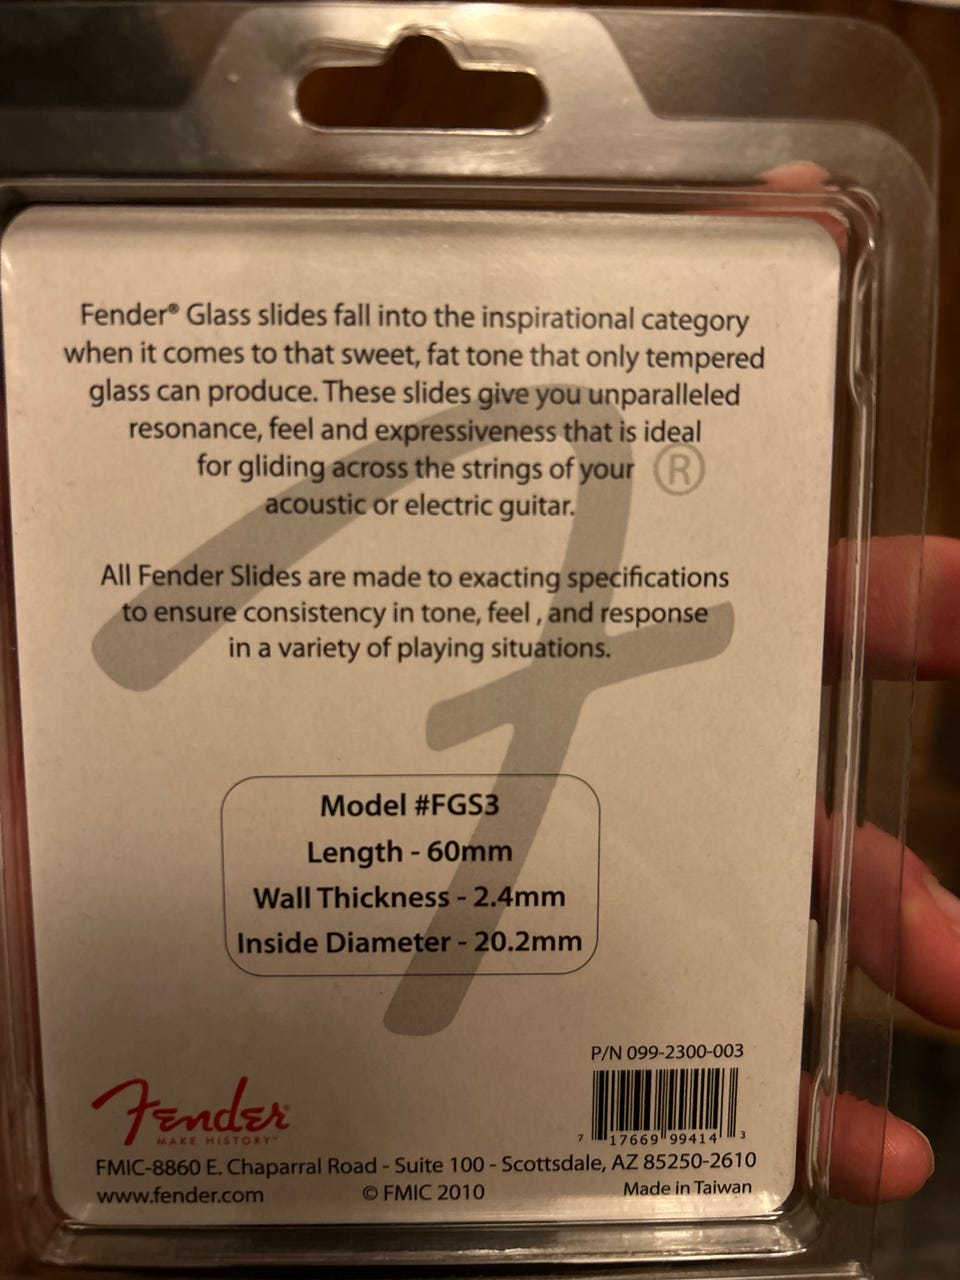 Fender® Glass slides fall into the inspirational category
when it comes to that sweet, fat tone that only tempered
glass can produce. These slides give you unparalleled
resonance, feel and expressiveness that is ideal
for gliding across the strings of your
acoustic or electric guitar.
®
All Fender Slides are made to exacting specifications
to ensure consistency in tone, feel , and response
in a variety of playing situations.
Model #FGS3
Length - 60mm
Wall Thickness - 2.4mm
Inside Diameter - 20.2mm
P/N 099-2300-003
7 17669 99414 3
Fender®
MAKE HISTORY™
FMIC-8860 E. Chaparral Road - Suite 100 - Scottsdale, AZ 85250-2610
www.fender.com © FMIC 2010 Made in Taiwan